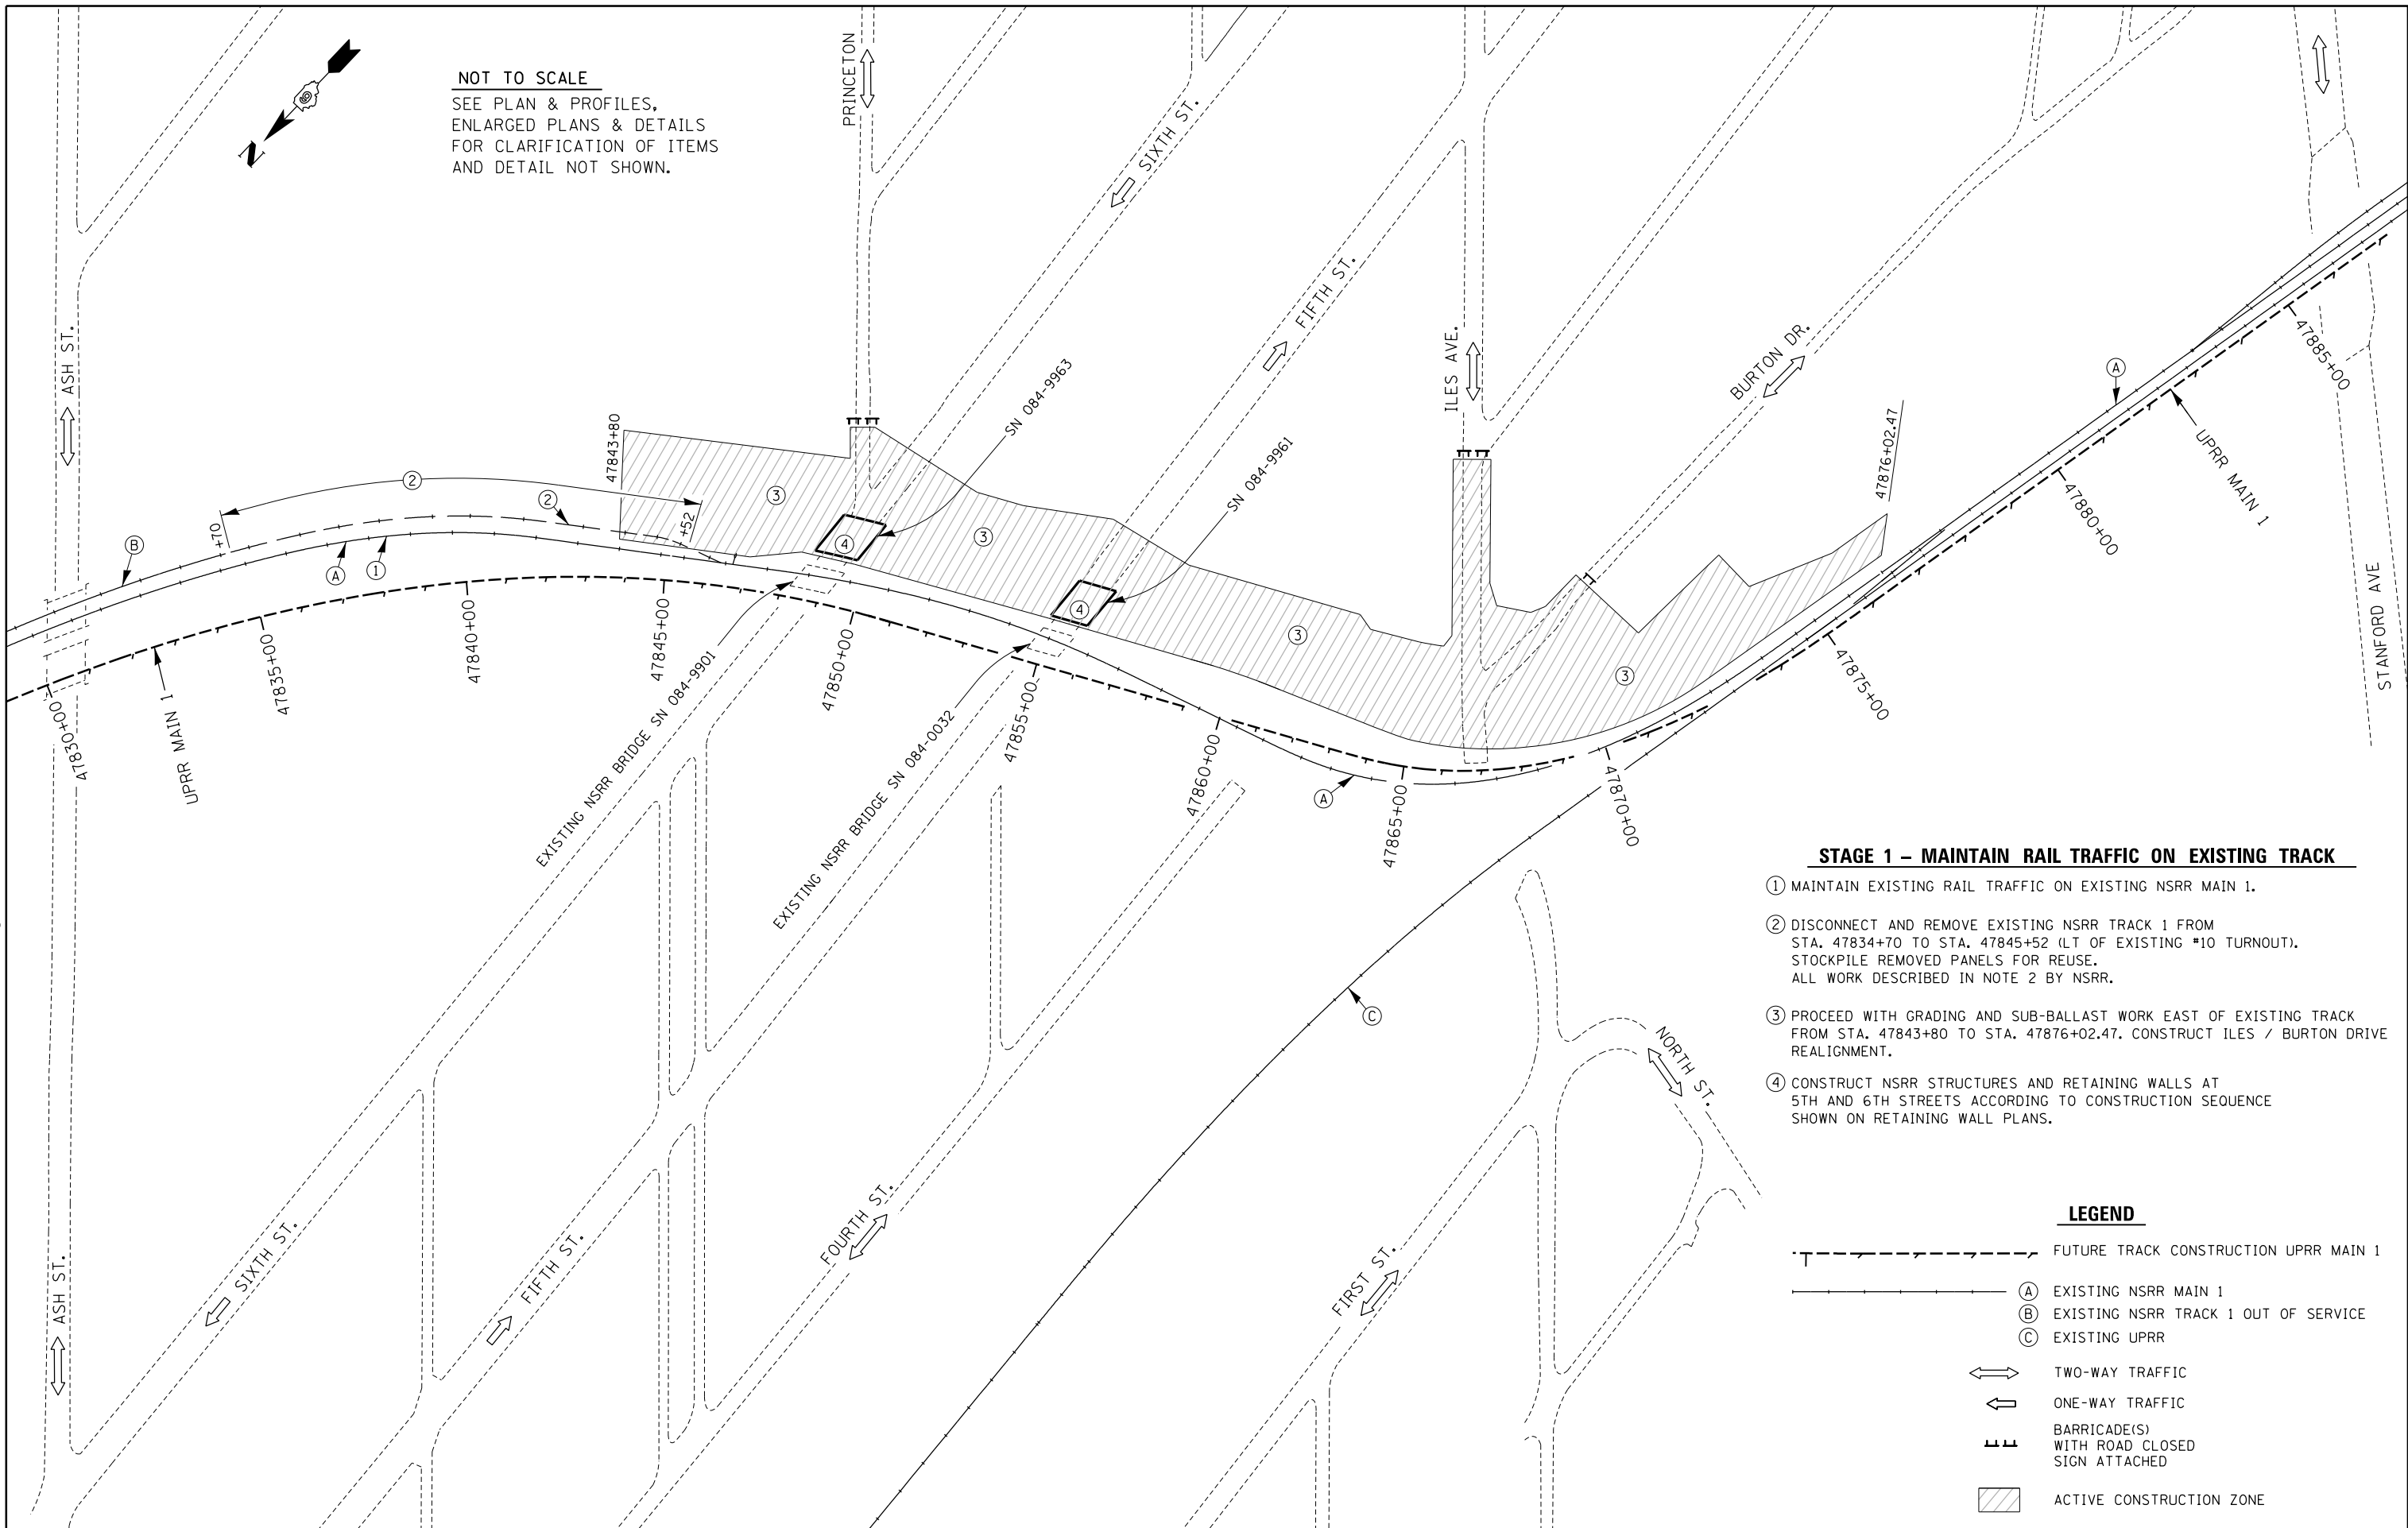 NOT TO SCALE
SEE PLAN & PROFILES,
ENLARGED PLANS & DETAILS
FOR CLARIFICATION OF ITEMS
AND DETAIL NOT SHOWN.
N
PRINCETON
SIXTH ST.
FIFTH ST.
ILES AVE.
BURTON DR.
ASH ST.
SN 084-9963
SN 084-9961
47843+80
47876+02.47
47885+00
A
UPRR MAIN 1
47880+00
STANFORD AVE
2
2
+70
+52
3
3
3
3
4
4
B
A
1
47830+00
UPRR MAIN 1
47835+00
47840+00
47845+00
47850+00
47855+00
47860+00
47865+00
47870+00
47875+00
A
EXISTING NSRR BRIDGE SN 084-9901
EXISTING NSRR BRIDGE SN 084-0032
C
NORTH ST.
ASH ST.
SIXTH ST.
FIFTH ST.
FOURTH ST.
FIRST ST.
STAGE 1 – MAINTAIN RAIL TRAFFIC ON EXISTING TRACK
1 MAINTAIN EXISTING RAIL TRAFFIC ON EXISTING NSRR MAIN 1.
2 DISCONNECT AND REMOVE EXISTING NSRR TRACK 1 FROM
STA. 47834+70 TO STA. 47845+52 (LT OF EXISTING #10 TURNOUT).
STOCKPILE REMOVED PANELS FOR REUSE.
ALL WORK DESCRIBED IN NOTE 2 BY NSRR.
3 PROCEED WITH GRADING AND SUB-BALLAST WORK EAST OF EXISTING TRACK
FROM STA. 47843+80 TO STA. 47876+02.47. CONSTRUCT ILES / BURTON DRIVE
REALIGNMENT.
4 CONSTRUCT NSRR STRUCTURES AND RETAINING WALLS AT
5TH AND 6TH STREETS ACCORDING TO CONSTRUCTION SEQUENCE
SHOWN ON RETAINING WALL PLANS.
LEGEND
FUTURE TRACK CONSTRUCTION UPRR MAIN 1
A EXISTING NSRR MAIN 1
B EXISTING NSRR TRACK 1 OUT OF SERVICE
C EXISTING UPRR
TWO-WAY TRAFFIC
ONE-WAY TRAFFIC
BARRICADE(S)
WITH ROAD CLOSED
SIGN ATTACHED
ACTIVE CONSTRUCTION ZONE